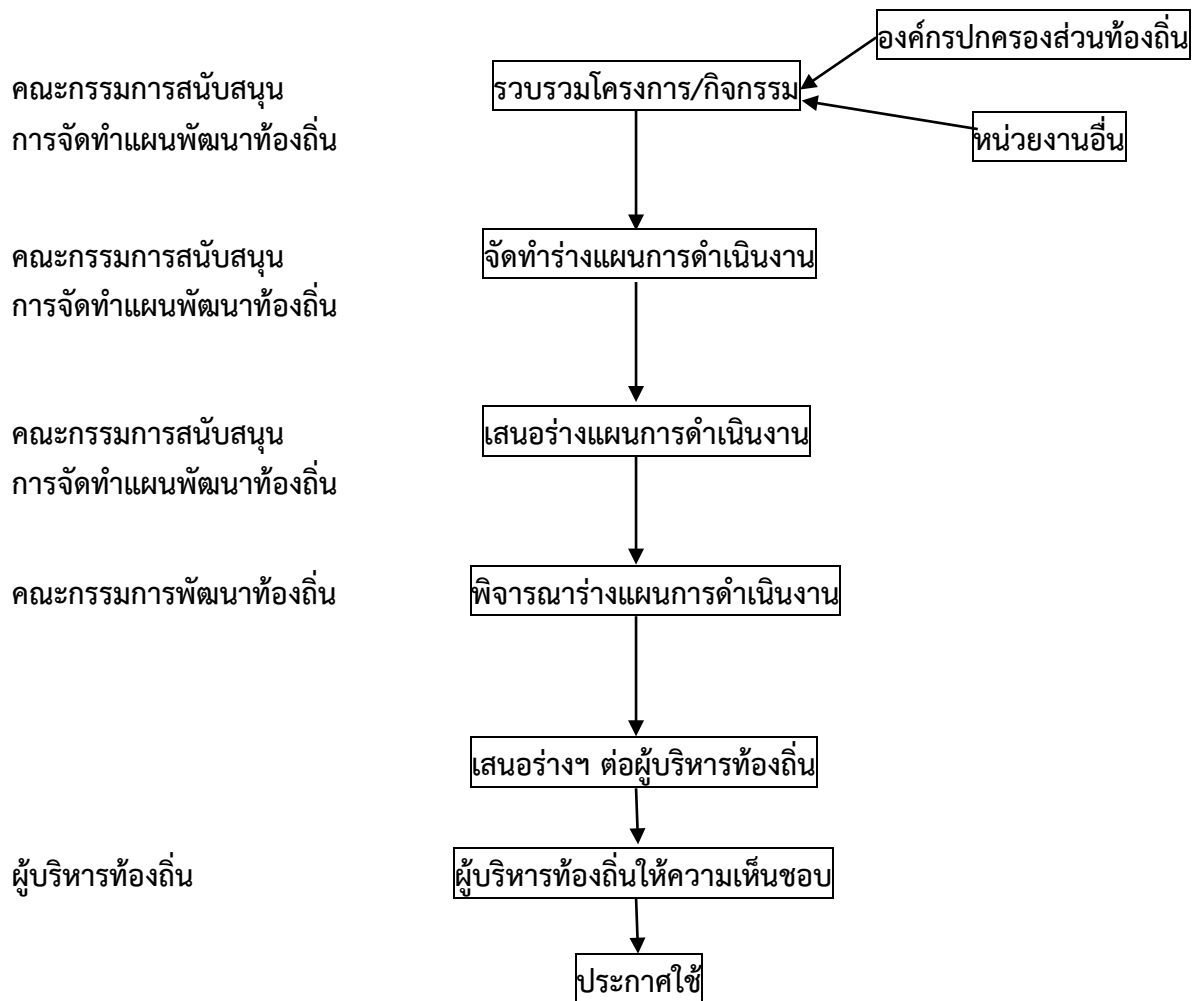 องค์กรปกครองส่วนท้องถิ่น
คณะกรรมการสนับสนุน
การจัดทำแผนพัฒนาท้องถิ่น
รวบรวมโครงการ/กิจกรรม
หน่วยงานอื่น
คณะกรรมการสนับสนุน
การจัดทำแผนพัฒนาท้องถิ่น
จัดทำร่างแผนการดำเนินงาน
คณะกรรมการสนับสนุน
การจัดทำแผนพัฒนาท้องถิ่น
เสนอร่างแผนการดำเนินงาน
คณะกรรมการพัฒนาท้องถิ่น
พิจารณาร่างแผนการดำเนินงาน
เสนอร่างฯ ต่อผู้บริหารท้องถิ่น
ผู้บริหารท้องถิ่น
ผู้บริหารท้องถิ่นให้ความเห็นชอบ
ประกาศใช้